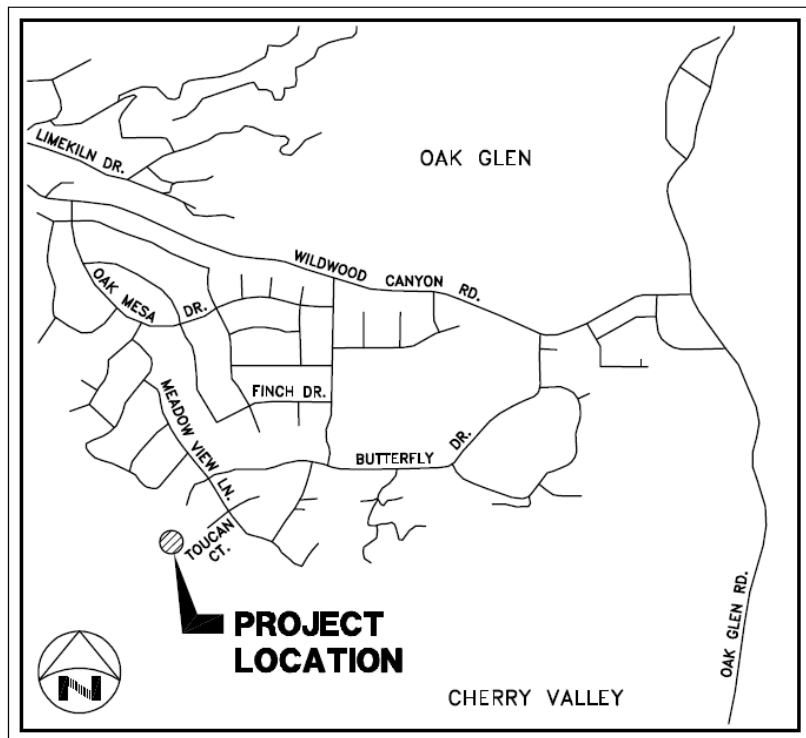 LIMEKILN DR.
OAK GLEN
WILDWOOD CANYON RD.
OAK MESA DR.
FINCH DR.
MEADOW VIEW LN.
BUTTERFLY DR.
TOUCAN
CT.
OAK GLEN RD.
PROJECT
LOCATION
N
CHERRY VALLEY